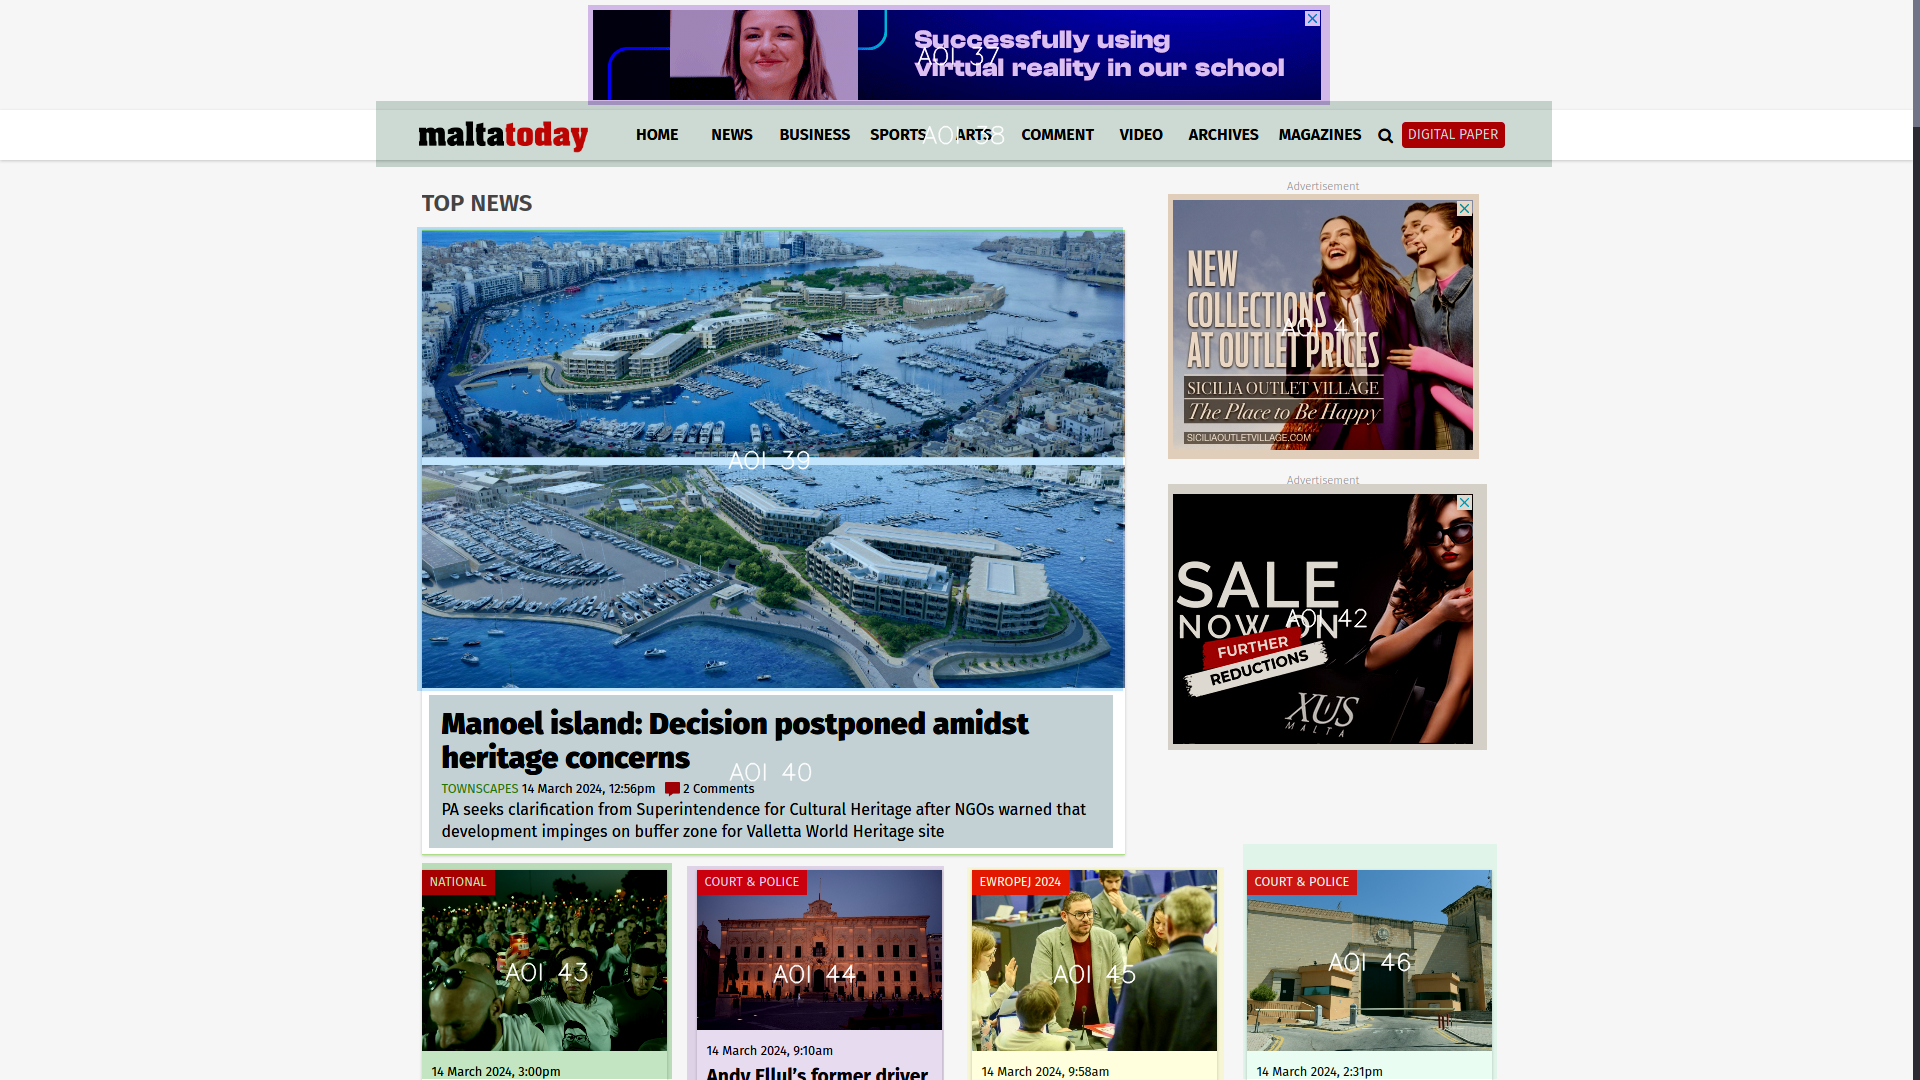 Successfully using
virtual reality in our school
AOI 37
maltatoday
HOME NEWS BUSINESS SPORTS ARTS COMMENT VIDEO ARCHIVES MAGAZINES DIGITAL PAPER
AOI 38
TOP NEWS
AOI 39
Manoel island: Decision postponed amidst
heritage concerns
AOI 40
TOWNSCAPES 14 March 2024, 12:56pm 2 Comments
PA seeks clarification from Superintendence for Cultural Heritage after NGOs warned that
development impinges on buffer zone for Valletta World Heritage site
Advertisement
NEW
COLLECTIONS
AT OUTLET PRICES
AOI 41
SICILIA OUTLET VILLAGE
The Place to Be Happy
SICILIAOUTLETVILLAGE.COM
Advertisement
SALE
NOW ON
AOI 42
FURTHER
REDUCTIONS
XUS
MALTA
NATIONAL
AOI 43
14 March 2024, 3:00pm
COURT & POLICE
AOI 44
14 March 2024, 9:10am
Andy Ellul's former driver
EWROPEJ 2024
AOI 45
14 March 2024, 9:58am
COURT & POLICE
AOI 46
14 March 2024, 2:31pm